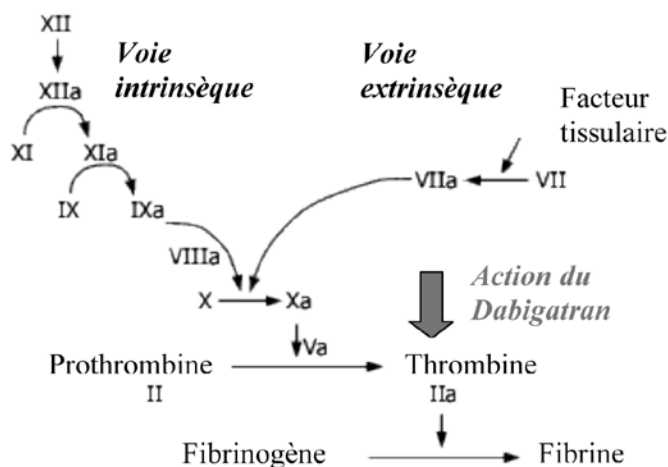 XII
Voie
intrinsèque
Voie
extrinsèque
XIIa
Facteur
tissulaire
XI
XIa
IX
IXa
VIIa
VII
VIIIa
X
Xa
Action du
Dabigatran
Va
Prothrombine
II
Thrombine
IIa
Fibrinogène
Fibrine